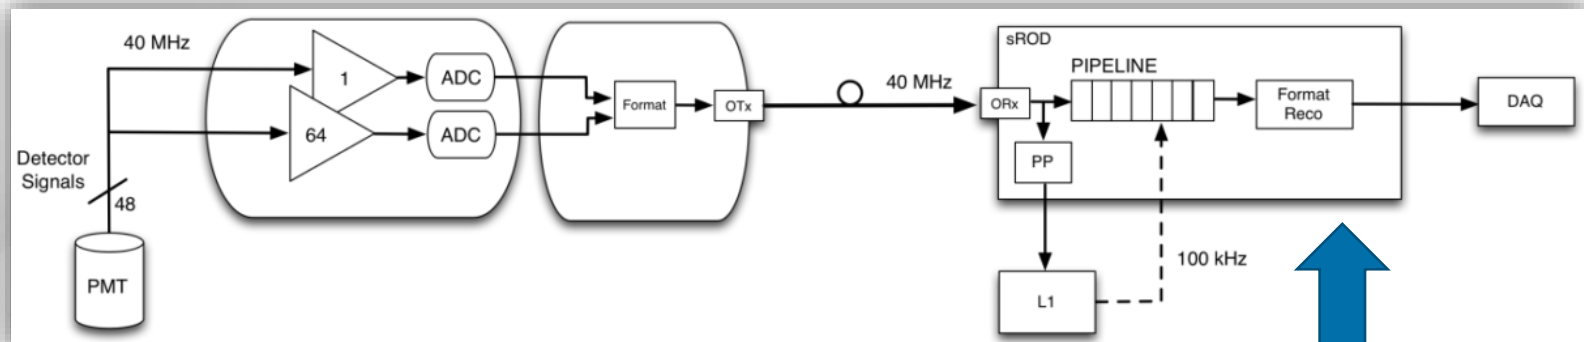 40 MHz
1
ADC
64
ADC
Detector
Signals
48
PMT
Format
OTx
40 MHz
sROD
ORx
PIPELINE
Format
Reco
DAQ
PP
100 kHz
L1